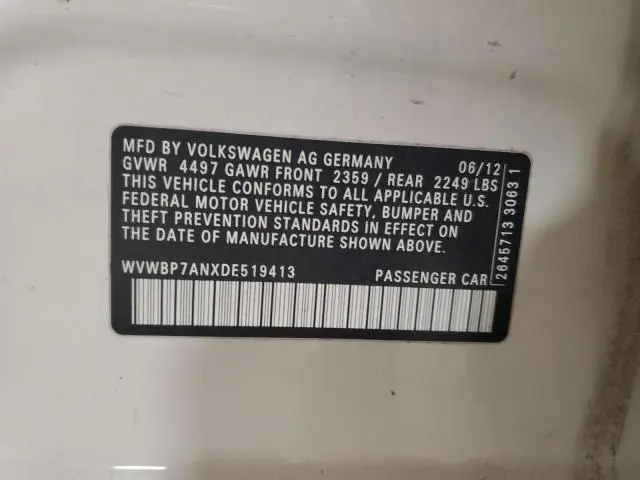 MFD BY VOLKSWAGEN AG GERMANY 06/12
GVWR 4497 GAWR FRONT 2359 / REAR 2249 LBS
THIS VEHICLE CONFORMS TO ALL APPLICABLE U.S.
FEDERAL MOTOR VEHICLE SAFETY, BUMPER AND
THEFT PREVENTION STANDARDS IN EFFECT ON
THE DATE OF MANUFACTURE SHOWN ABOVE.
WVWBP7ANXDE519413 PASSENGER CAR
2645713 3063 1